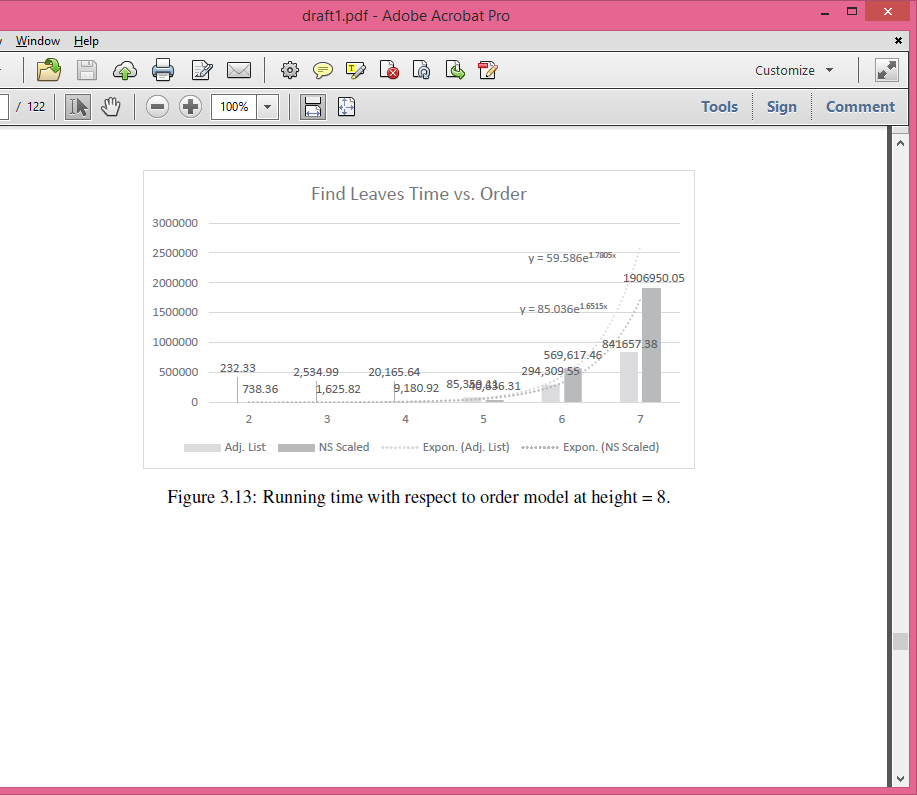 draft1.pdf - Adobe Acrobat Pro
Window Help
/ 122 100% Tools Sign Comment
Customize
Find Leaves Time vs. Order
3000000
2500000
2000000
1500000
1000000
500000
0
y = 59.586e^1.7805x
1906950.05
y = 85.036e^1.6515x
841657.38
569,617.46
294,309.55
232.33 2,534.99 20,165.64
738.36 1,625.82 9,180.92
2 3 4 5 6 7
Adj. List NS Scaled Expon. (Adj. List) Expon. (NS Scaled)
Figure 3.13: Running time with respect to order model at height = 8.